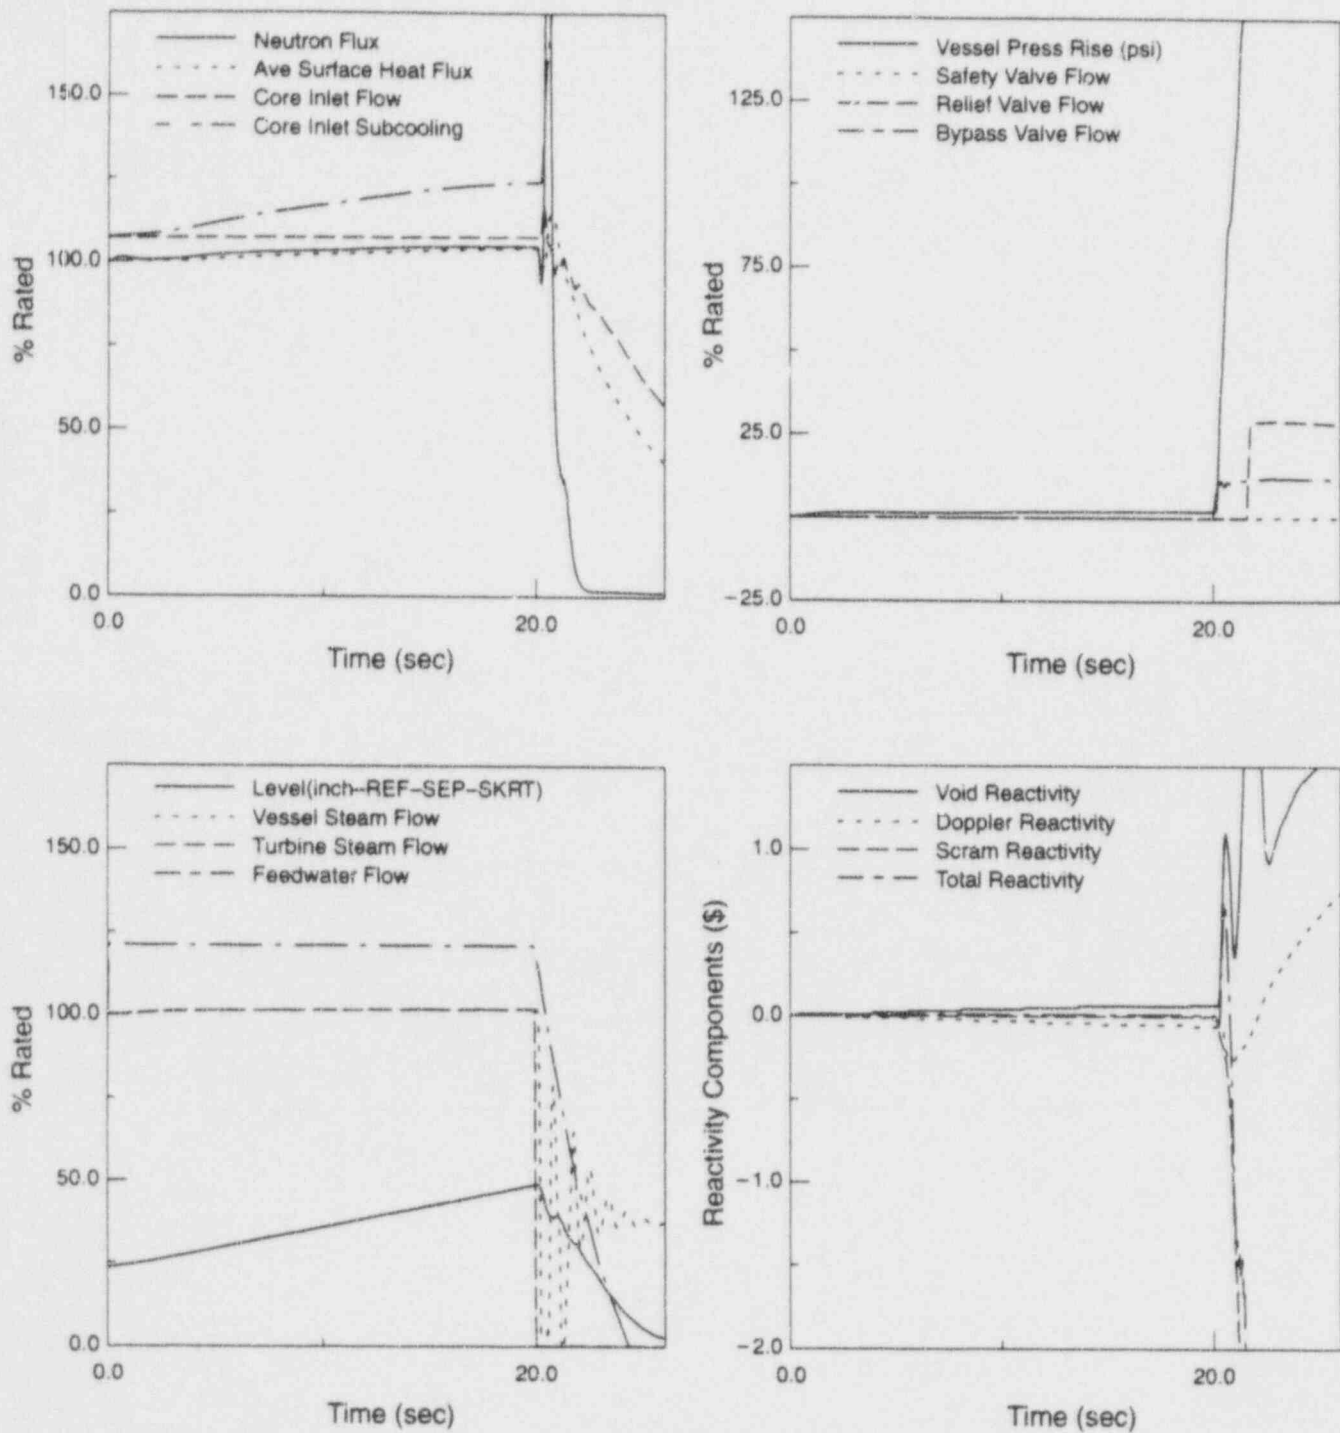 Neutron Flux
Ave Surface Heat Flux
Core Inlet Flow
Core Inlet Subcooling
150.0
100.0
50.0
0.0
% Rated
0.0
20.0
Time (sec)
Vessel Press Rise (psi)
Safety Valve Flow
Relief Valve Flow
Bypass Valve Flow
125.0
75.0
25.0
−25.0
% Rated
0.0
20.0
Time (sec)
Level(inch–REF–SEP–SKRT)
Vessel Steam Flow
Turbine Steam Flow
Feedwater Flow
150.0
100.0
50.0
0.0
% Rated
0.0
20.0
Time (sec)
Void Reactivity
Doppler Reactivity
Scram Reactivity
Total Reactivity
1.0
0.0
−1.0
−2.0
Reactivity Components ($)
0.0
20.0
Time (sec)